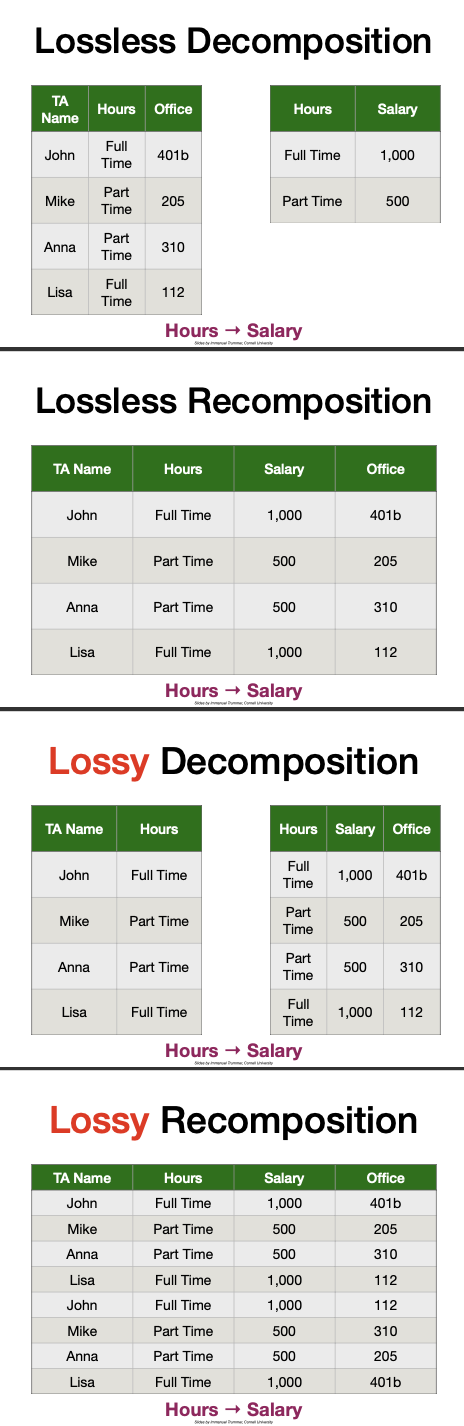 Lossless Decomposition
TA Name Hours Office
John Full Time 401b
Mike Part Time 205
Anna Part Time 310
Lisa Full Time 112
Hours Salary
Full Time 1,000
Part Time 500
Hours → Salary
Slides by Immanuel Trummer, Cornell University
Lossless Recomposition
TA Name Hours Salary Office
John Full Time 1,000 401b
Mike Part Time 500 205
Anna Part Time 500 310
Lisa Full Time 1,000 112
Hours → Salary
Slides by Immanuel Trummer, Cornell University
Lossy Decomposition
TA Name Hours
John Full Time
Mike Part Time
Anna Part Time
Lisa Full Time
Hours Salary Office
Full Time 1,000 401b
Part Time 500 205
Part Time 500 310
Full Time 1,000 112
Hours → Salary
Slides by Immanuel Trummer, Cornell University
Lossy Recomposition
TA Name Hours Salary Office
John Full Time 1,000 401b
Mike Part Time 500 205
Anna Part Time 500 310
Lisa Full Time 1,000 112
John Full Time 1,000 112
Mike Part Time 500 310
Anna Part Time 500 205
Lisa Full Time 1,000 401b
Hours → Salary
Slides by Immanuel Trummer, Cornell University